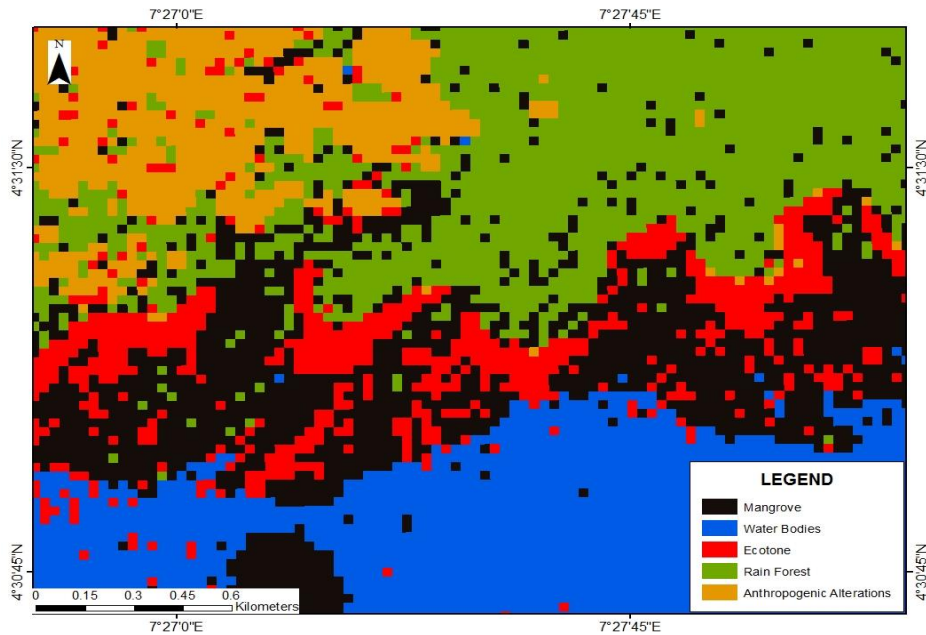 7°27'0"E 7°27'45"E
N
4°31'30"N 4°31'30"N
LEGEND
Mangrove
Water Bodies
Ecotone
Rain Forest
Anthropogenic Alterations
4°30'45"N 4°30'45"N
0 0.15 0.3 0.45 0.6
Kilometers
7°27'0"E 7°27'45"E